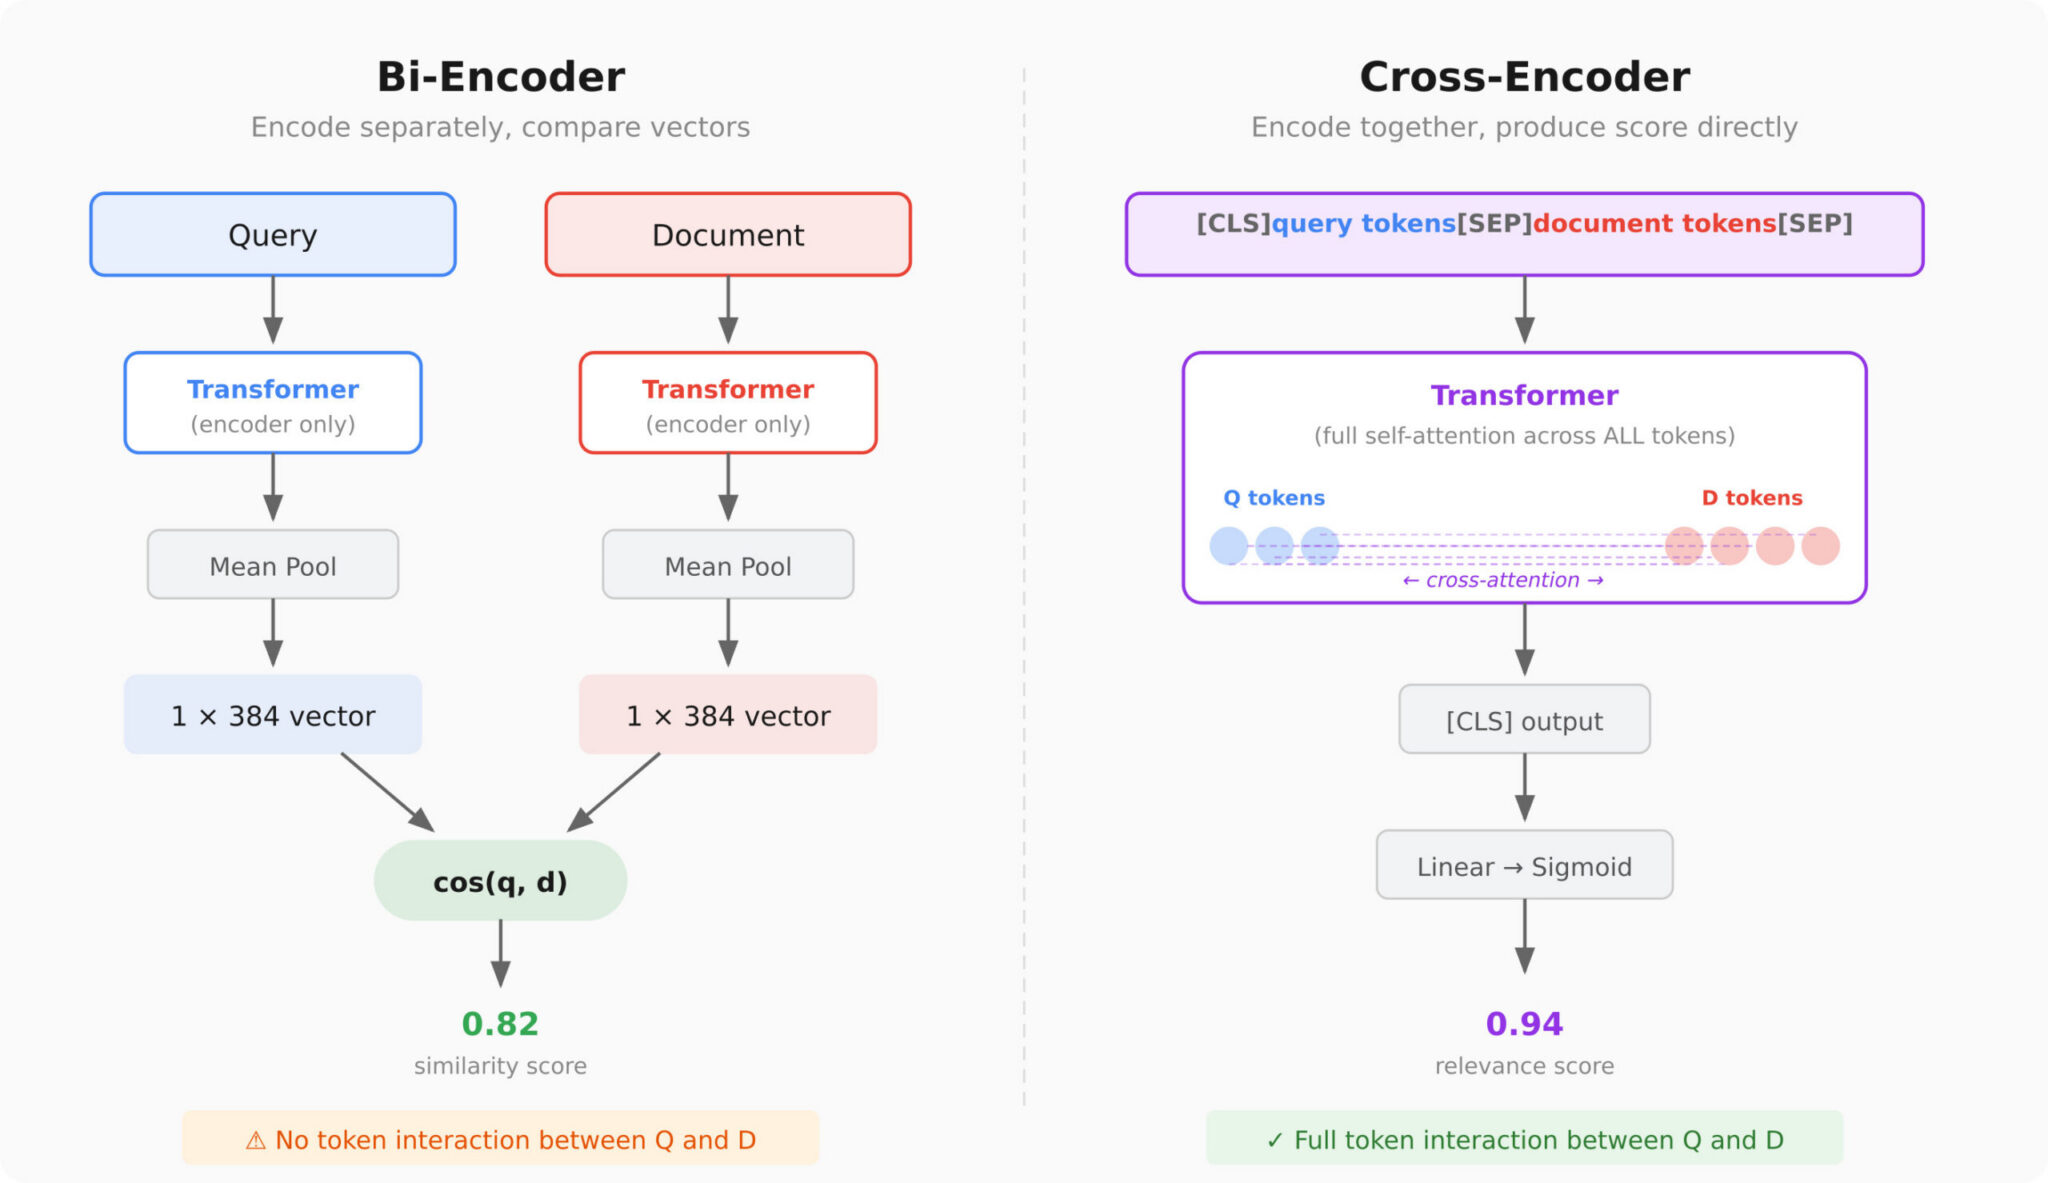 Bi-Encoder
Encode separately, compare vectors
Query
Document
Transformer
(encoder only)
Transformer
(encoder only)
Mean Pool
Mean Pool
1 × 384 vector
1 × 384 vector
cos(q, d)
0.82
similarity score
⚠ No token interaction between Q and D
Cross-Encoder
Encode together, produce score directly
[CLS]query tokens[SEP]document tokens[SEP]
Transformer
(full self-attention across ALL tokens)
Q tokens
D tokens
← cross-attention →
[CLS] output
Linear → Sigmoid
0.94
relevance score
✓ Full token interaction between Q and D